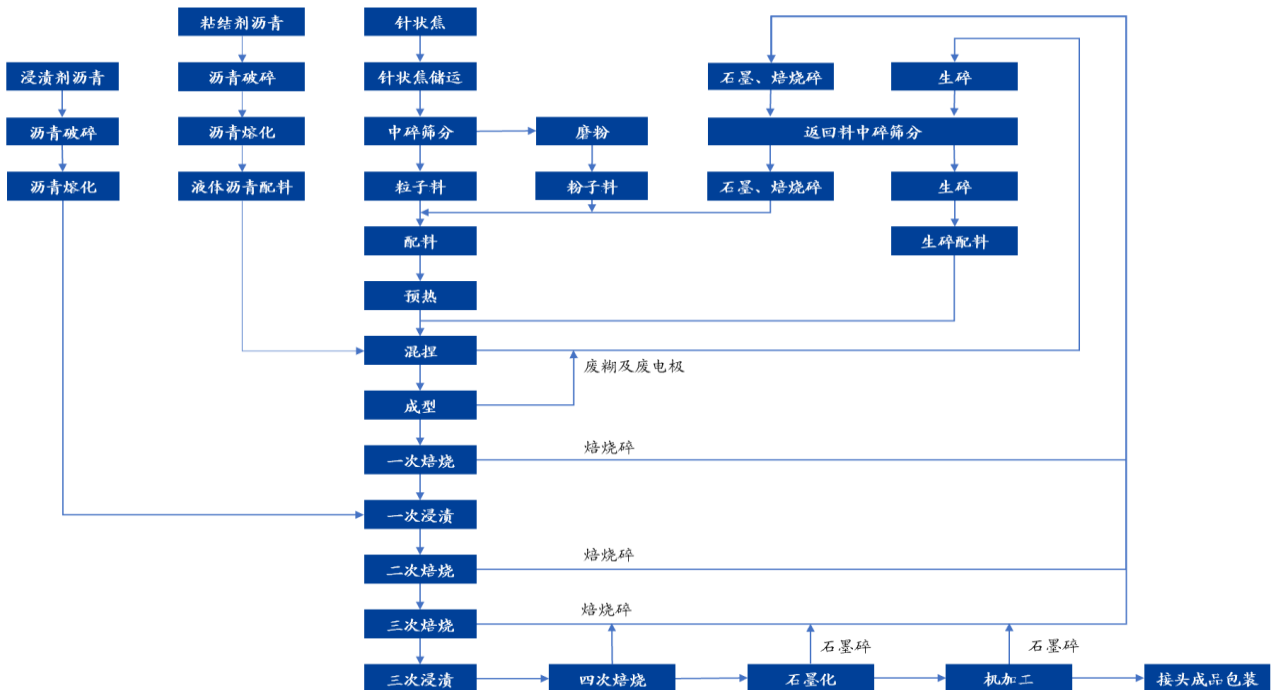 粘结剂沥青
针状焦
浸渍剂沥青
沥青破碎
针状焦储运
石墨、焙烧碎
生碎
沥青破碎
沥青熔化
中碎筛分
磨粉
返回料中碎筛分
沥青熔化
液体沥青配料
粒子料
粉子料
石墨、焙烧碎
生碎
配料
生碎配料
预热
混捏
废糊及废电极
成型
焙烧碎
一次焙烧
一次浸渍
焙烧碎
二次焙烧
焙烧碎
三次焙烧
石墨碎
石墨碎
三次浸渍
四次焙烧
石墨化
机加工
接头成品包装